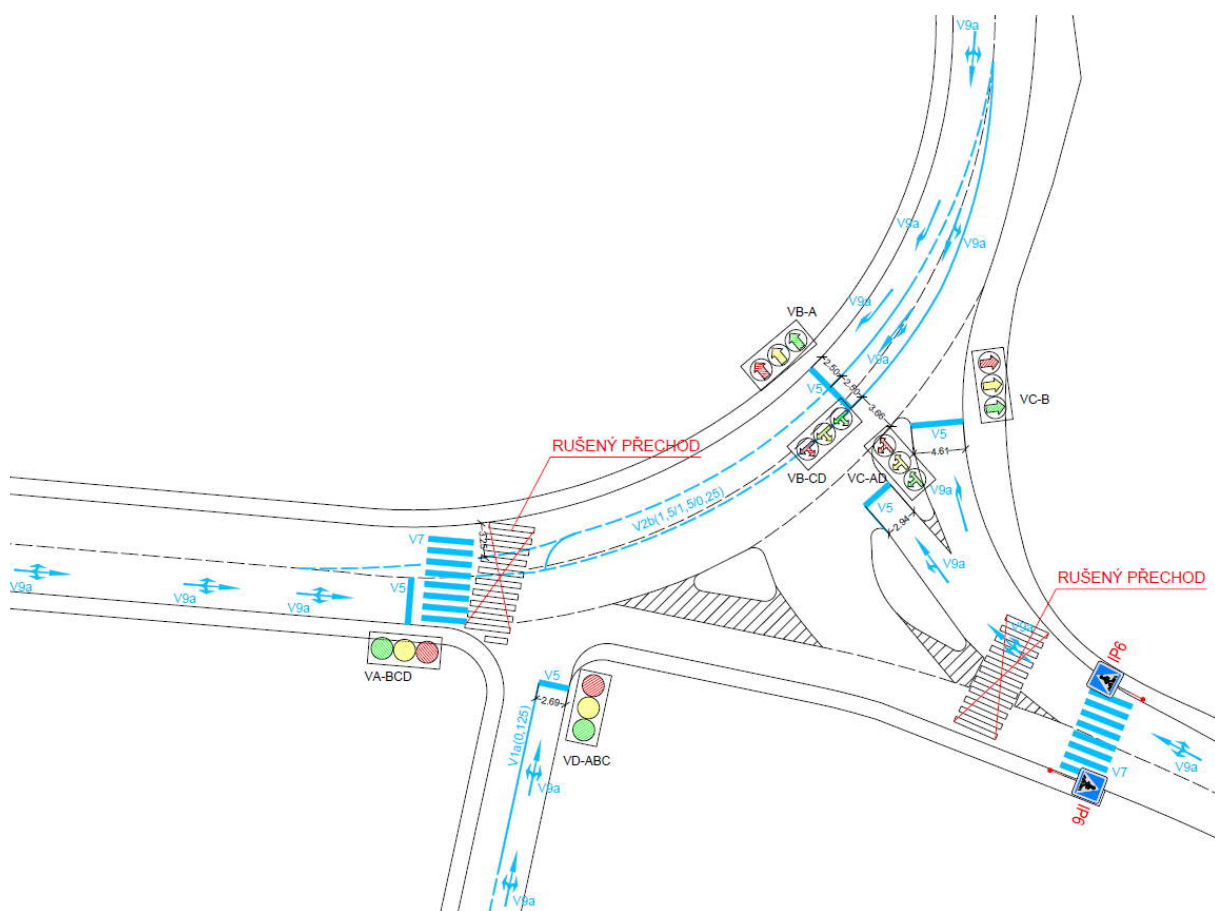 V9a
V9a
V9a
V9a
V9a
VB-A
2.50
2.50
V5
3.66
VC-B
V5
4.61
VB-CD
VC-AD
V9a
V5
2.94
V9a
RUŠENÝ PŘECHOD
V2b(1,5/1,5/0,25)
3.25
V7
V9a
V9a
V9a
V5
RUŠENÝ PŘECHOD
V9a
IP6
VA-BCD
V5
2.69
V1a(0,125)
VD-ABC
V9a
V9a
V7
V9a
IP6